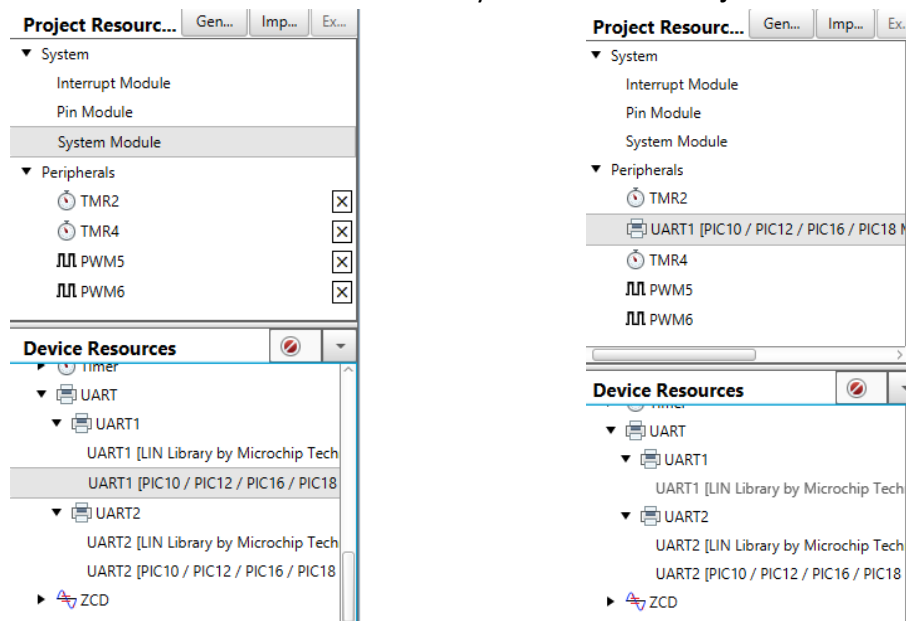 Project Resourc... Gen... Imp... Ex...
System
Interrupt Module
Pin Module
System Module
Peripherals
TMR2
TMR4
PWM5
PWM6
Device Resources
Timer
UART
UART1
UART1 [LIN Library by Microchip Tech
UART1 [PIC10 / PIC12 / PIC16 / PIC18
UART2
UART2 [LIN Library by Microchip Tech
UART2 [PIC10 / PIC12 / PIC16 / PIC18
ZCD
Project Resourc... Gen... Imp... Ex..
System
Interrupt Module
Pin Module
System Module
Peripherals
TMR2
UART1 [PIC10 / PIC12 / PIC16 / PIC18 M
TMR4
PWM5
PWM6
Device Resources
UART
UART1
UART1 [LIN Library by Microchip Tech
UART2
UART2 [LIN Library by Microchip Tech
UART2 [PIC10 / PIC12 / PIC16 / PIC18
ZCD